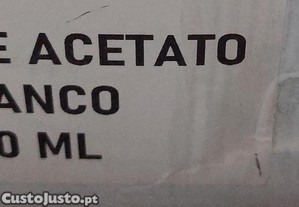 E ACETATO
ANCO
0 ML
CustoJusto.pt